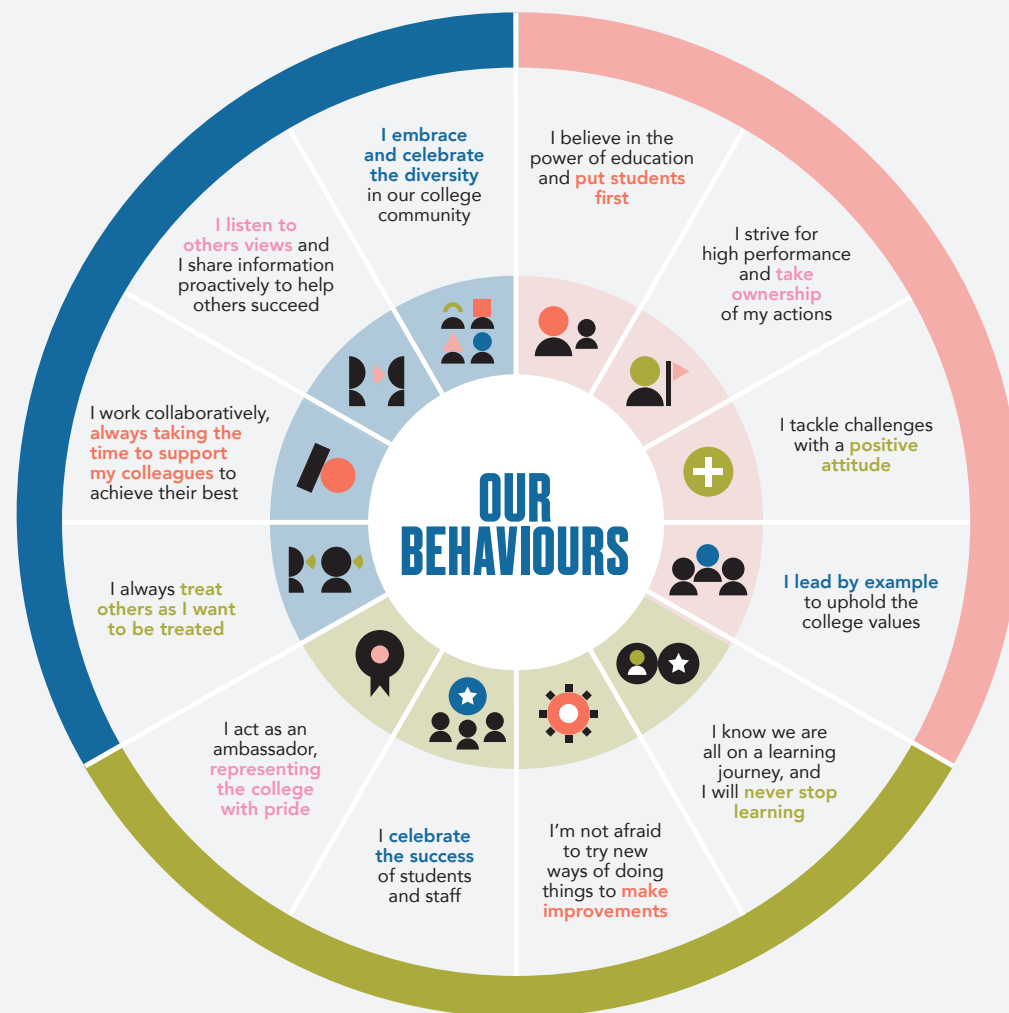 OUR
BEHAVIOURS
I believe in the
power of education
and put students
first
I strive for
high performance
and take
ownership
of my actions
I tackle challenges
with a positive
attitude
I lead by example
to uphold the
college values
I know we are
all on a learning
journey, and
I will never stop
learning
I'm not afraid
to try new
ways of doing
things to make
improvements
I celebrate
the success
of students
and staff
I act as an
ambassador,
representing
the college
with pride
I always treat
others as I want
to be treated
I work collaboratively,
always taking the
time to support
my colleagues to
achieve their best
I listen to
others views and
I share information
proactively to help
others succeed
I embrace
and celebrate
the diversity
in our college
community